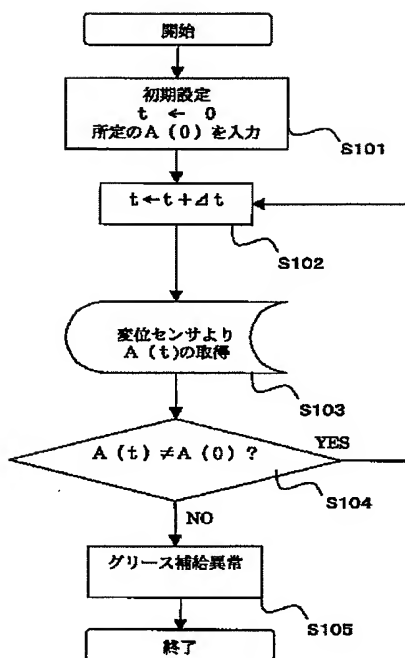 開始
初期設定
t ← 0
所定のA(0)を入力
S101
t←t+⊿t
S102
変位センサより
A(t)の取得
S103
A(t)≠A(0)?
YES
S104
NO
グリース補給異常
S105
終了